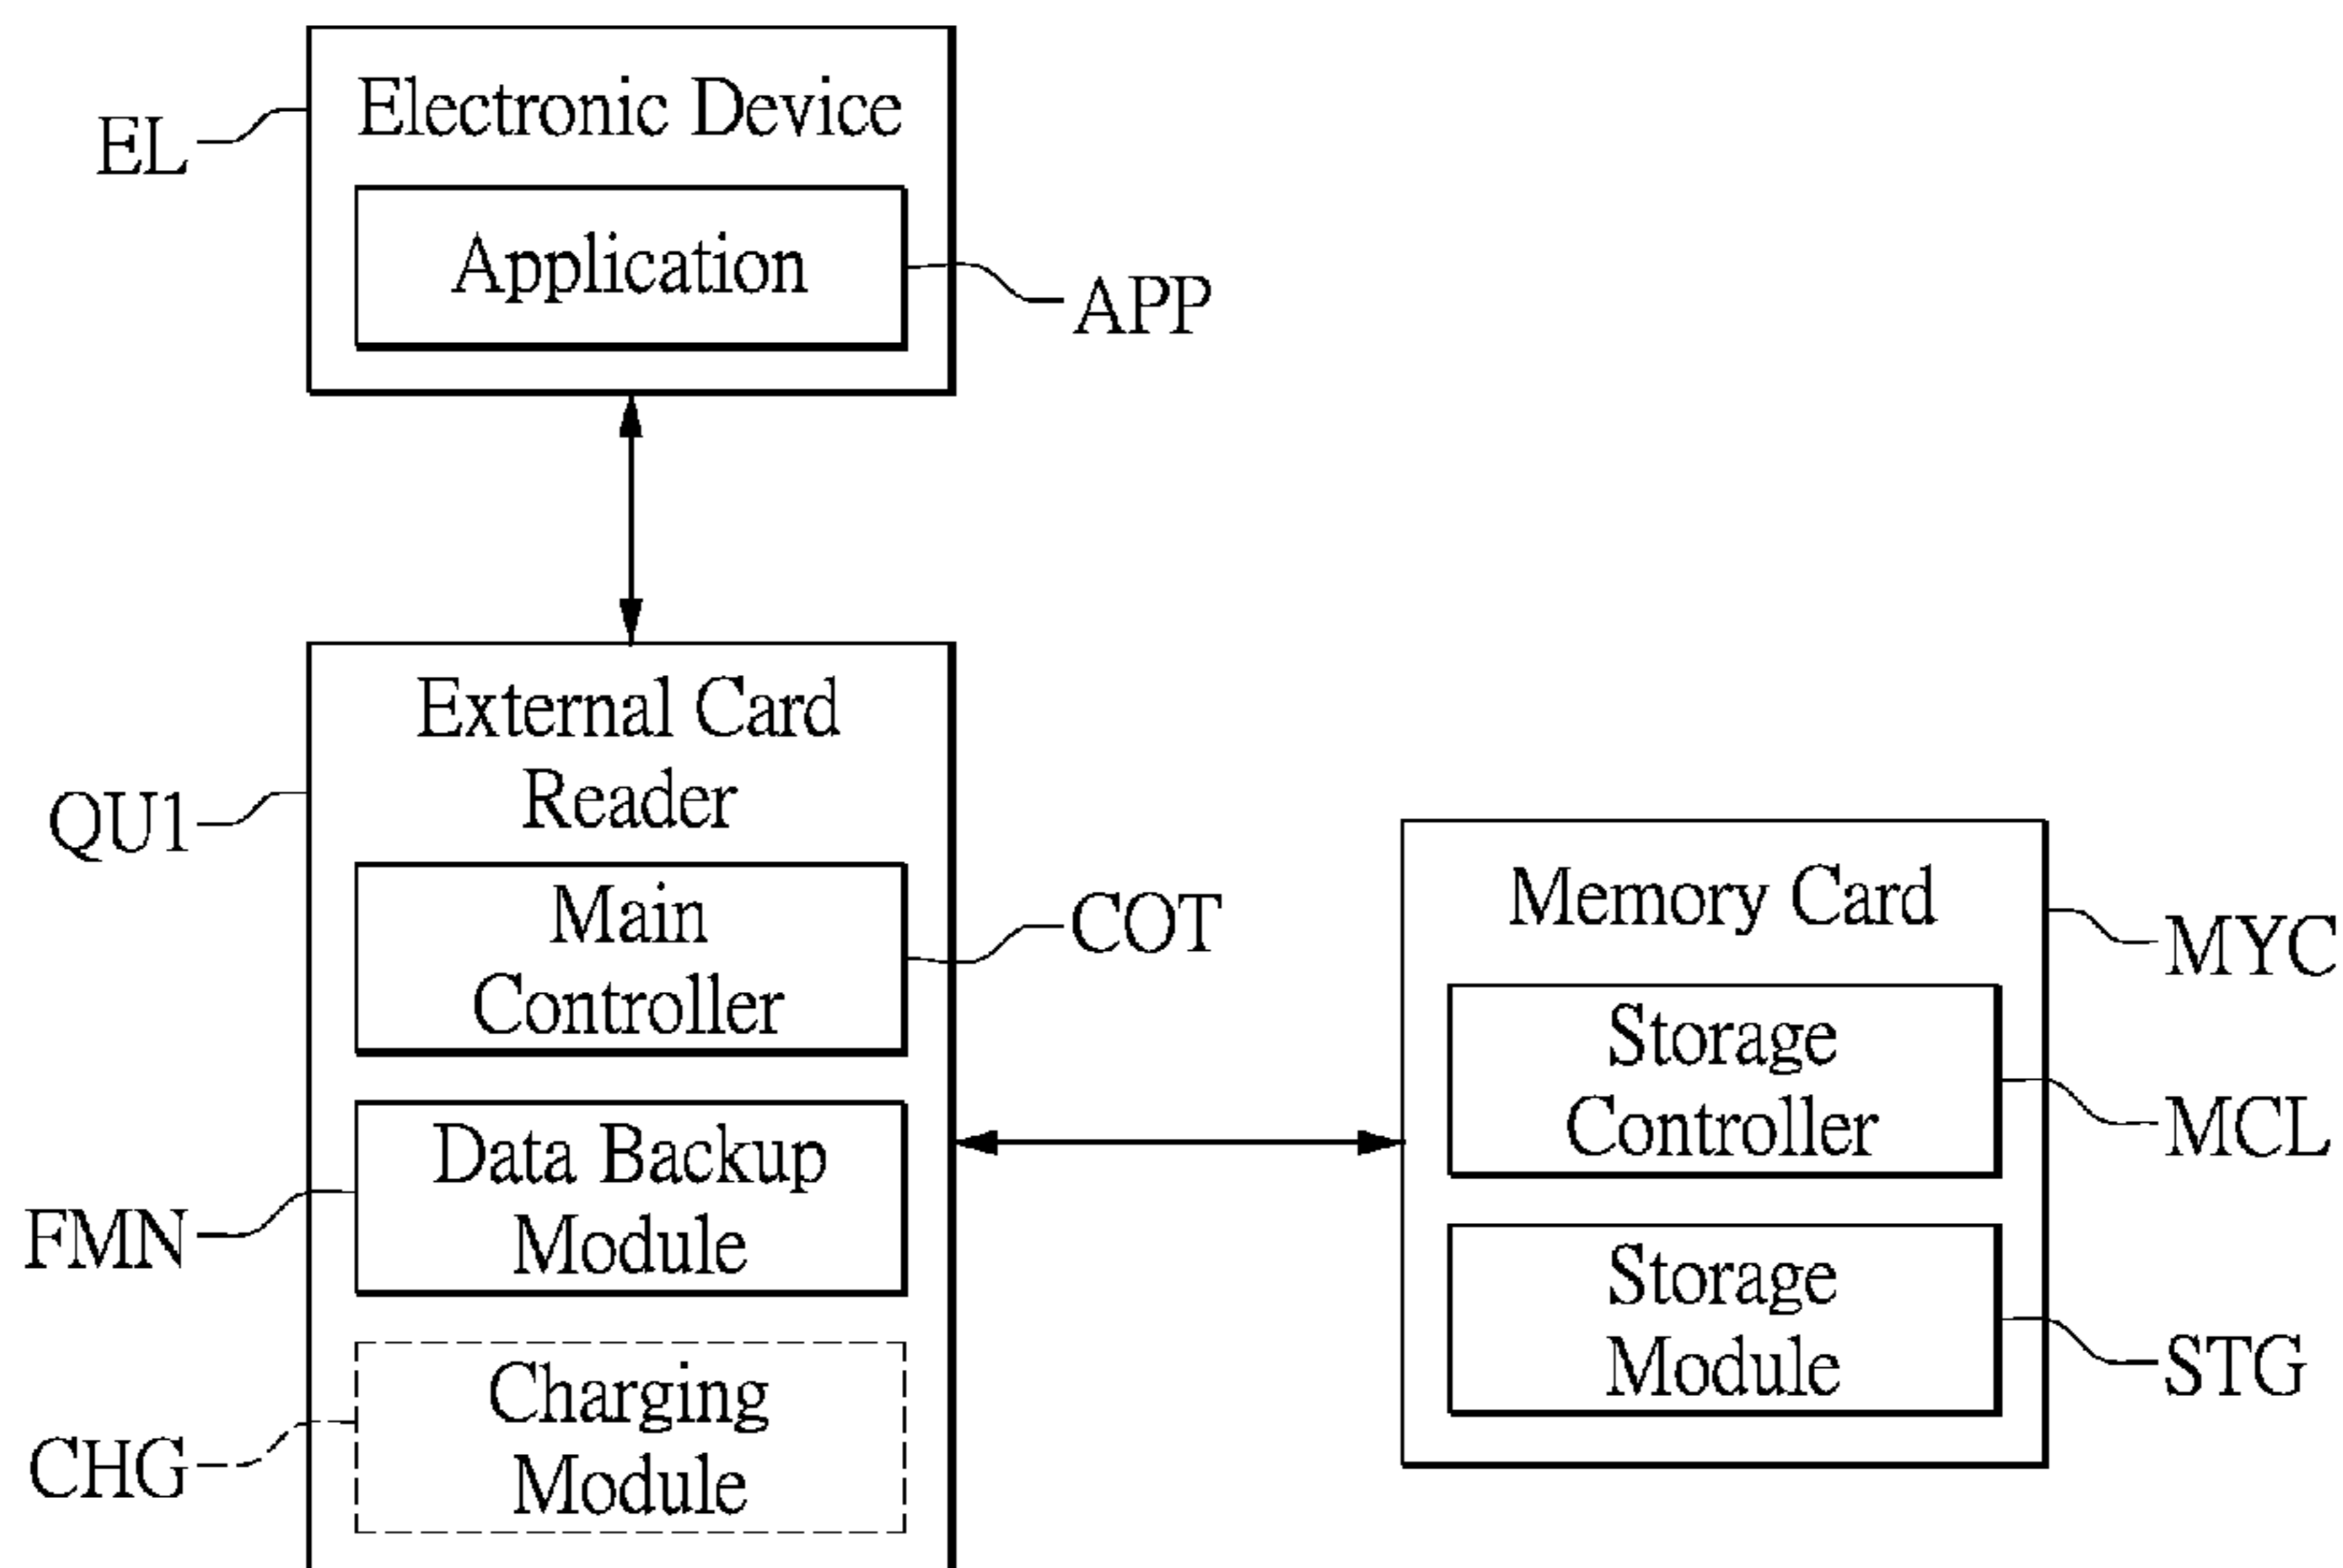 Electronic Device
EL
Application
APP
External Card
Reader
QU1
Main
Controller
COT
Data Backup
Module
FMN
Charging
Module
CHG
Memory Card
MYC
Storage
Controller
MCL
Storage
Module
STG